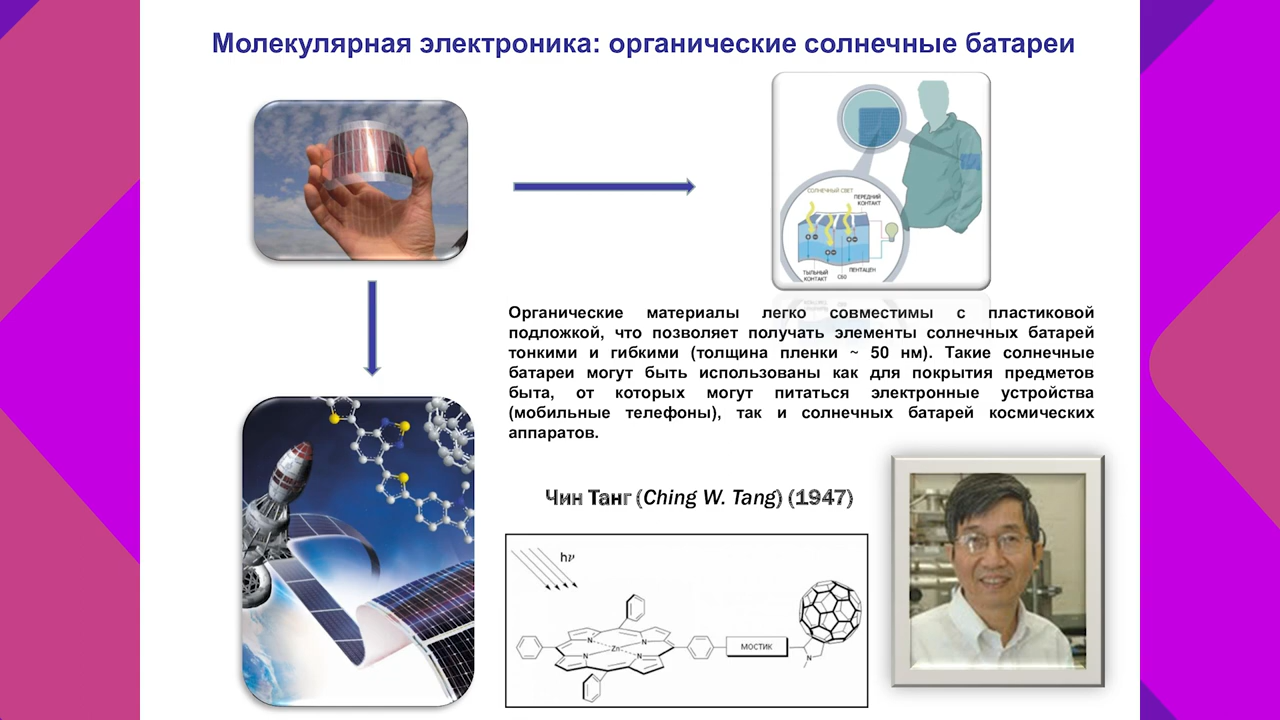 Молекулярная электроника: органические солнечные батареи
СОЛНЕЧНЫЙ СВЕТ
ПЕРЕДНИЙ
КОНТАКТ
ТЫЛЬНЫЙ
КОНТАКТ
C60
ПЕНТАЦЕН
Органические материалы легко совместимы с пластиковой
подложкой, что позволяет получать элементы солнечных батарей
тонкими и гибкими (толщина пленки ~ 50 нм). Такие солнечные
батареи могут быть использованы как для покрытия предметов
быта, от которых могут питаться электронные устройства
(мобильные телефоны), так и солнечных батарей космических
аппаратов.
Чин Танг (Ching W. Tang) (1947)
hν
N
N
Zn
N
N
МОСТИК
N